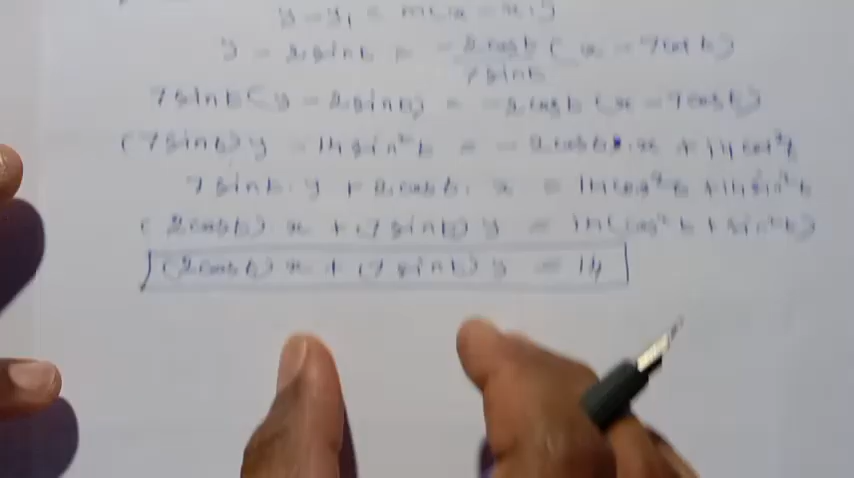 y - y₁ = m(x - x₁)
y - 2sint = -2cost/7sint (x - 7cost)
7sint(y - 2sint) = -2cost(x - 7cost)
(7sint)y - 14sin²t = -2cost·x + 14cos²t
7sint·y + 2cost·x = 14cos²t + 14sin²t
(2cost)x + (7sint)y = 14(cos²t + sin²t)
(2cost)x + (7sint)y = 14